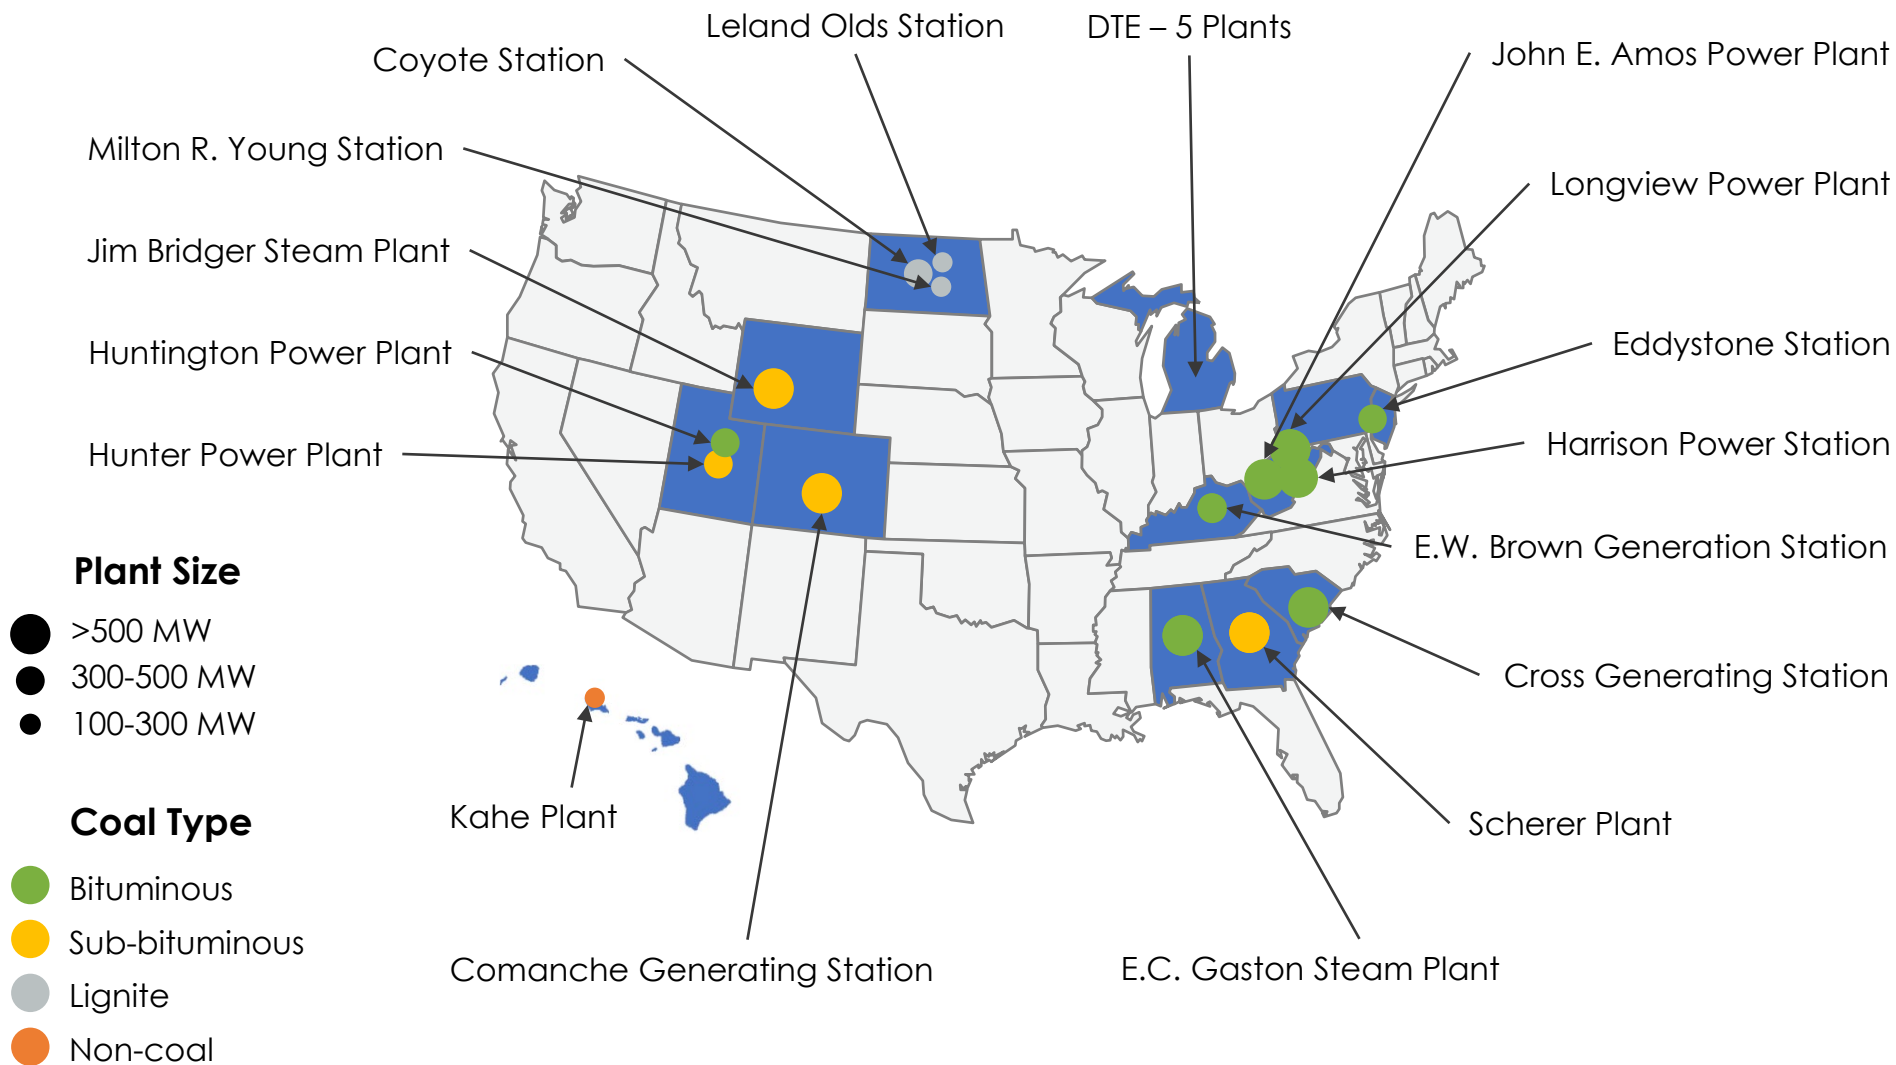 Leland Olds Station
DTE – 5 Plants
Coyote Station
John E. Amos Power Plant
Milton R. Young Station
Longview Power Plant
Jim Bridger Steam Plant
Huntington Power Plant
Eddystone Station
Hunter Power Plant
Harrison Power Station
E.W. Brown Generation Station
Plant Size
>500 MW
300-500 MW
100-300 MW
Cross Generating Station
Kahe Plant
Scherer Plant
Coal Type
Bituminous
Sub-bituminous
Lignite
Non-coal
Comanche Generating Station
E.C. Gaston Steam Plant